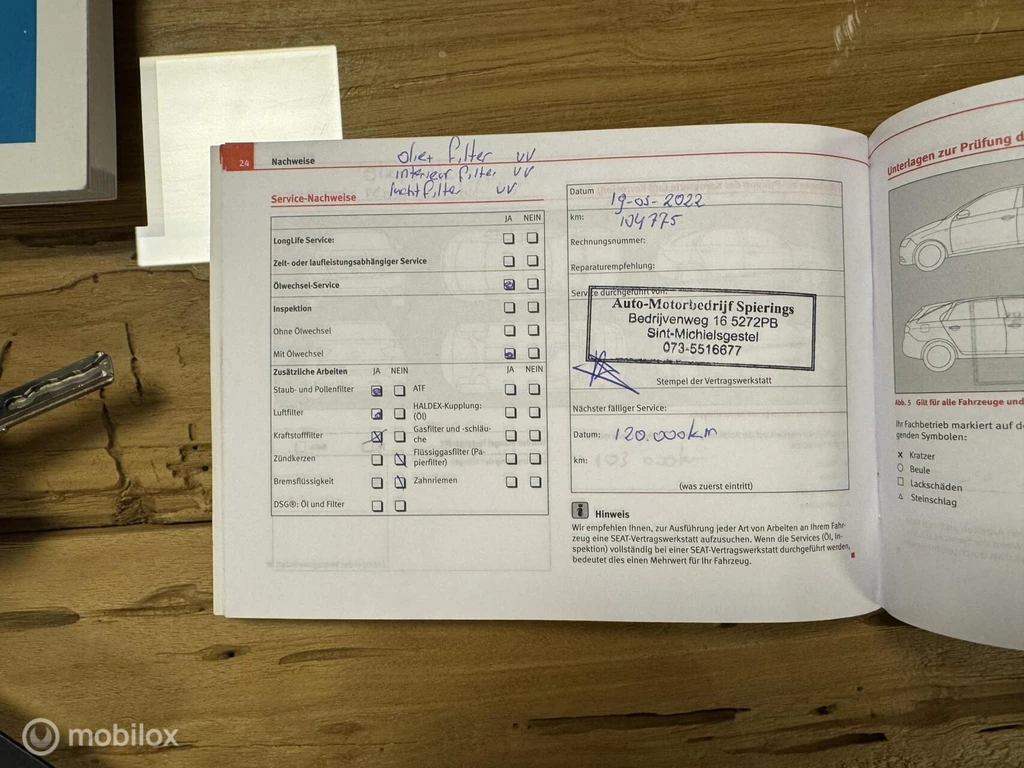 24
Nachweise
olie+ filter vv
interieur filter vv
luchtfilter vv
Service-Nachweise
JA NEIN
LongLife Service:
Zeit- oder laufleistungsabhängiger Service
Ölwechsel-Service
Inspektion
Ohne Ölwechsel
Mit Ölwechsel
Zusätzliche Arbeiten JA NEIN JA NEIN
Staub- und Pollenfilter ATF
Luftfilter HALDEX-Kupplung:
(Öl)
Kraftstofffilter Gasfilter und -schläu-
che
Zündkerzen Flüssiggasfilter (Pa-
pierfilter)
Bremsflüssigkeit Zahnriemen
DSG®: Öl und Filter
Datum 19-05-2022
km: 104775
Rechnungsnummer:
Reparaturempfehlung:
Service durchgeführt von:
Auto-Motorbedrijf Spierings
Bedrijvenweg 16 5272PB
Sint-Michielsgestel
073-5516677
Stempel der Vertragswerkstatt
Nächster fälliger Service:
Datum: 120.000km
km:
(was zuerst eintritt)
i Hinweis
Wir empfehlen Ihnen, zur Ausführung jeder Art von Arbeiten an Ihrem Fahr-
zeug eine SEAT-Vertragswerkstatt aufzusuchen. Wenn die Services (Öl, In-
spektion) vollständig bei einer SEAT-Vertragswerkstatt durchgeführt werden,
bedeutet dies einen Mehrwert für Ihr Fahrzeug.
Unterlagen zur Prüfung d
Abb. 5 Gilt für alle Fahrzeuge und
Ihr Fachbetrieb markiert auf de
genden Symbolen:
x Kratzer
Beule
Lackschäden
Steinschlag
mobilox